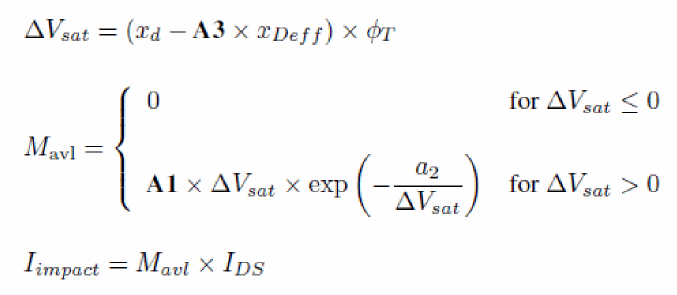 ΔV_sat = (x_d − A3 × x_Deff) × ϕ_T
M_avl = { 0 for ΔV_sat ≤ 0
A1 × ΔV_sat × exp(−a_2/ΔV_sat) for ΔV_sat > 0
I_impact = M_avl × I_DS